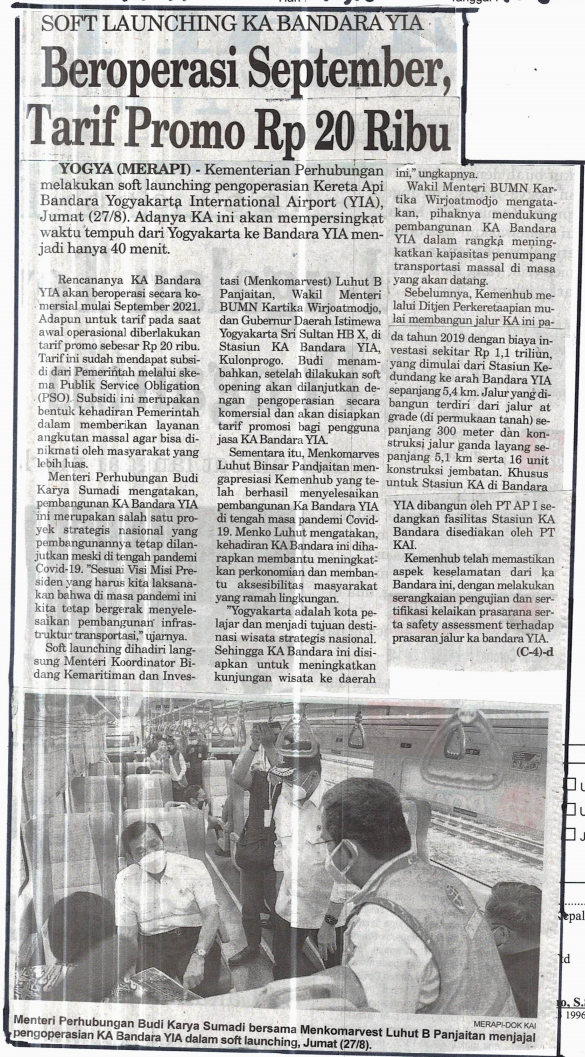 SOFT LAUNCHING KA BANDARA YIA
Beroperasi September,
Tarif Promo Rp 20 Ribu
YOGYA (MERAPI) - Kementerian Perhubungan
melakukan soft launching pengoperasian Kereta Api
Bandara Yogyakarta International Airport (YIA),
Jumat (27/8). Adanya KA ini akan mempersingkat
waktu tempuh dari Yogyakarta ke Bandara YIA men-
jadi hanya 40 menit.
Rencananya KA Bandara
YIA akan beroperasi secara ko-
mersial mulai September 2021.
Adapun untuk tarif pada saat
awal operasional diberlakukan
tarif promo sebesar Rp 20 ribu.
Tarif ini sudah mendapat subsi-
di dari Pemerintah melalui ske-
ma Publik Service Obligation
(PSO). Subsidi ini merupakan
bentuk kehadiran Pemerintah
dalam memberikan layanan
angkutan massal agar bisa di-
nikmati oleh masyarakat yang
lebih luas.
Menteri Perhubungan Budi
Karya Sumadi mengatakan,
pembangunan KA Bandara YIA
ini merupakan salah satu pro-
yek strategis nasional yang
pembangunannya tetap dilan-
jutkan meski di tengah pandemi
Covid-19. "Sesuai Visi Misi Pre-
siden yang harus kita laksana-
kan bahwa di masa pandemi ini
kita tetap bergerak menyele-
saikan pembangunan infras-
truktur transportasi," ujarnya.
Soft launching dihadiri lang-
sung Menteri Koordinator Bi-
dang Kemaritiman dan Inves-
tasi (Menkomarvest) Luhut B
Panjaitan, Wakil Menteri
BUMN Kartika Wirjoatmodjo,
dan Gubernur Daerah Istimewa
Yogyakarta Sri Sultan HB X, di
Stasiun KA Bandara YIA,
Kulonprogo. Budi menam-
bahkan, setelah dilakukan soft
opening akan dilanjutkan de-
ngan pengoperasian secara
komersial dan akan disiapkan
tarif promosi bagi pengguna
jasa KA Bandara YIA.
Sementara itu, Menkomarves
Luhut Binsar Pandjaitan men-
gapresiasi Kemenhub yang te-
lah berhasil menyelesaikan
pembangunan Ka Bandara YIA
di tengah masa pandemi Covid-
19. Menko Luhut mengatakan,
kehadiran KA Bandara ini diha-
rapkan membantu meningkat-
kan perkonomian dan memban-
tu aksesibilitas masyarakat
yang ramah lingkungan.
"Yogyakarta adalah kota pe-
lajar dan menjadi tujuan desti-
nasi wisata strategis nasional.
Sehingga KA Bandara ini disi-
apkan untuk meningkatkan
kunjungan wisata ke daerah
ini," ungkapnya.
Wakil Menteri BUMN Kar-
tika Wirjoatmodjo mengata-
kan, pihaknya mendukung
pembangunan KA Bandara
YIA dalam rangka mening-
katkan kapasitas penumpang
transportasi massal di masa
yang akan datang.
Sebelumnya, Kemenhub me-
lalui Ditjen Perkeretaapian mu-
lai membangun jalur KA ini pa-
da tahun 2019 dengan biaya in-
vestasi sekitar Rp 1,1 triliun,
yang dimulai dari Stasiun Ke-
dundang ke arah Bandara YIA
sepanjang 5,4 km. Jalur yang di-
bangun terdiri dari jalur at
grade (di permukaan tanah) se-
panjang 300 meter dan kon-
struksi jalur ganda layang se-
panjang 5,1 km serta 16 unit
konstruksi jembatan. Khusus
untuk Stasiun KA di Bandara
YIA dibangun oleh PT AP I se-
dangkan fasilitas Stasiun KA
Bandara disediakan oleh PT
KAI.
Kemenhub telah memastikan
aspek keselamatan dari ka
Bandara ini, dengan melakukan
serangkaian pengujian dan ser-
tifikasi kelaikan prasarana ser-
ta safety assessment terhadap
prasaran jalur ka bandara YIA.
(C-4)-d
MERAPI-DOK KAI
Menteri Perhubungan Budi Karya Sumadi bersama Menkomarvest Luhut B Panjaitan menjajal
pengoperasian KA Bandara YIA dalam soft launching, Jumat (27/8).